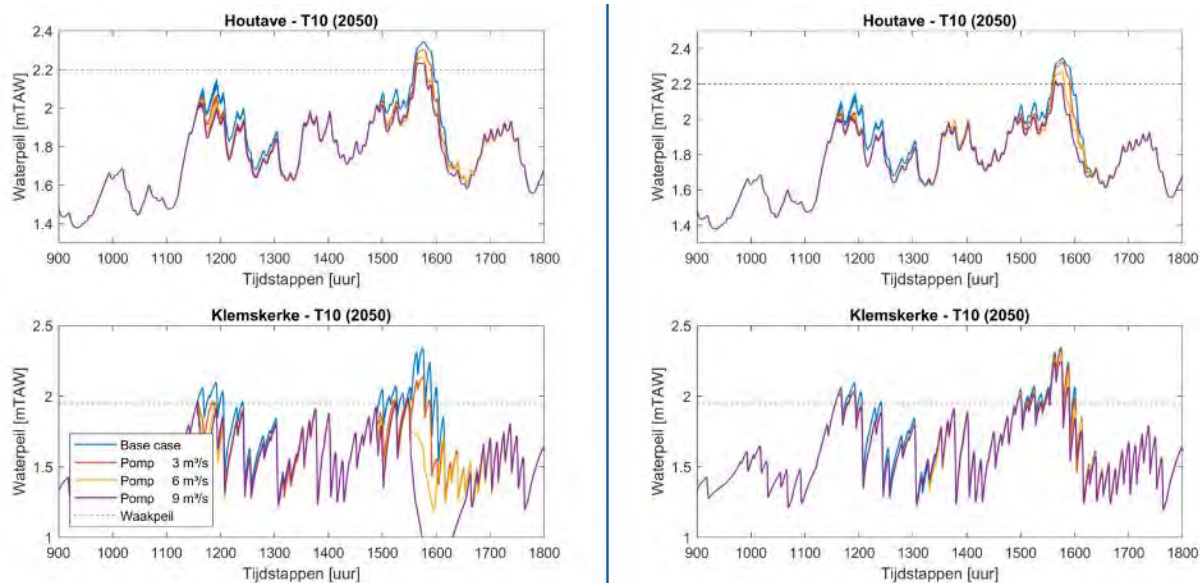 Houtave - T10 (2050)
Waterpeil [mTAW]
2.4
2.2
2
1.8
1.6
1.4
900 1000 1100 1200 1300 1400 1500 1600 1700 1800
Tijdstappen [uur]
Klemskerke - T10 (2050)
Waterpeil [mTAW]
2.5
2
1.5
1
Base case
Pomp 3 m³/s
Pomp 6 m³/s
Pomp 9 m³/s
Waakpeil
900 1000 1100 1200 1300 1400 1500 1600 1700 1800
Tijdstappen [uur]
Houtave - T10 (2050)
Waterpeil [mTAW]
2.4
2.2
2
1.8
1.6
1.4
900 1000 1100 1200 1300 1400 1500 1600 1700 1800
Tijdstappen [uur]
Klemskerke - T10 (2050)
Waterpeil [mTAW]
2.5
2
1.5
1
900 1000 1100 1200 1300 1400 1500 1600 1700 1800
Tijdstappen [uur]